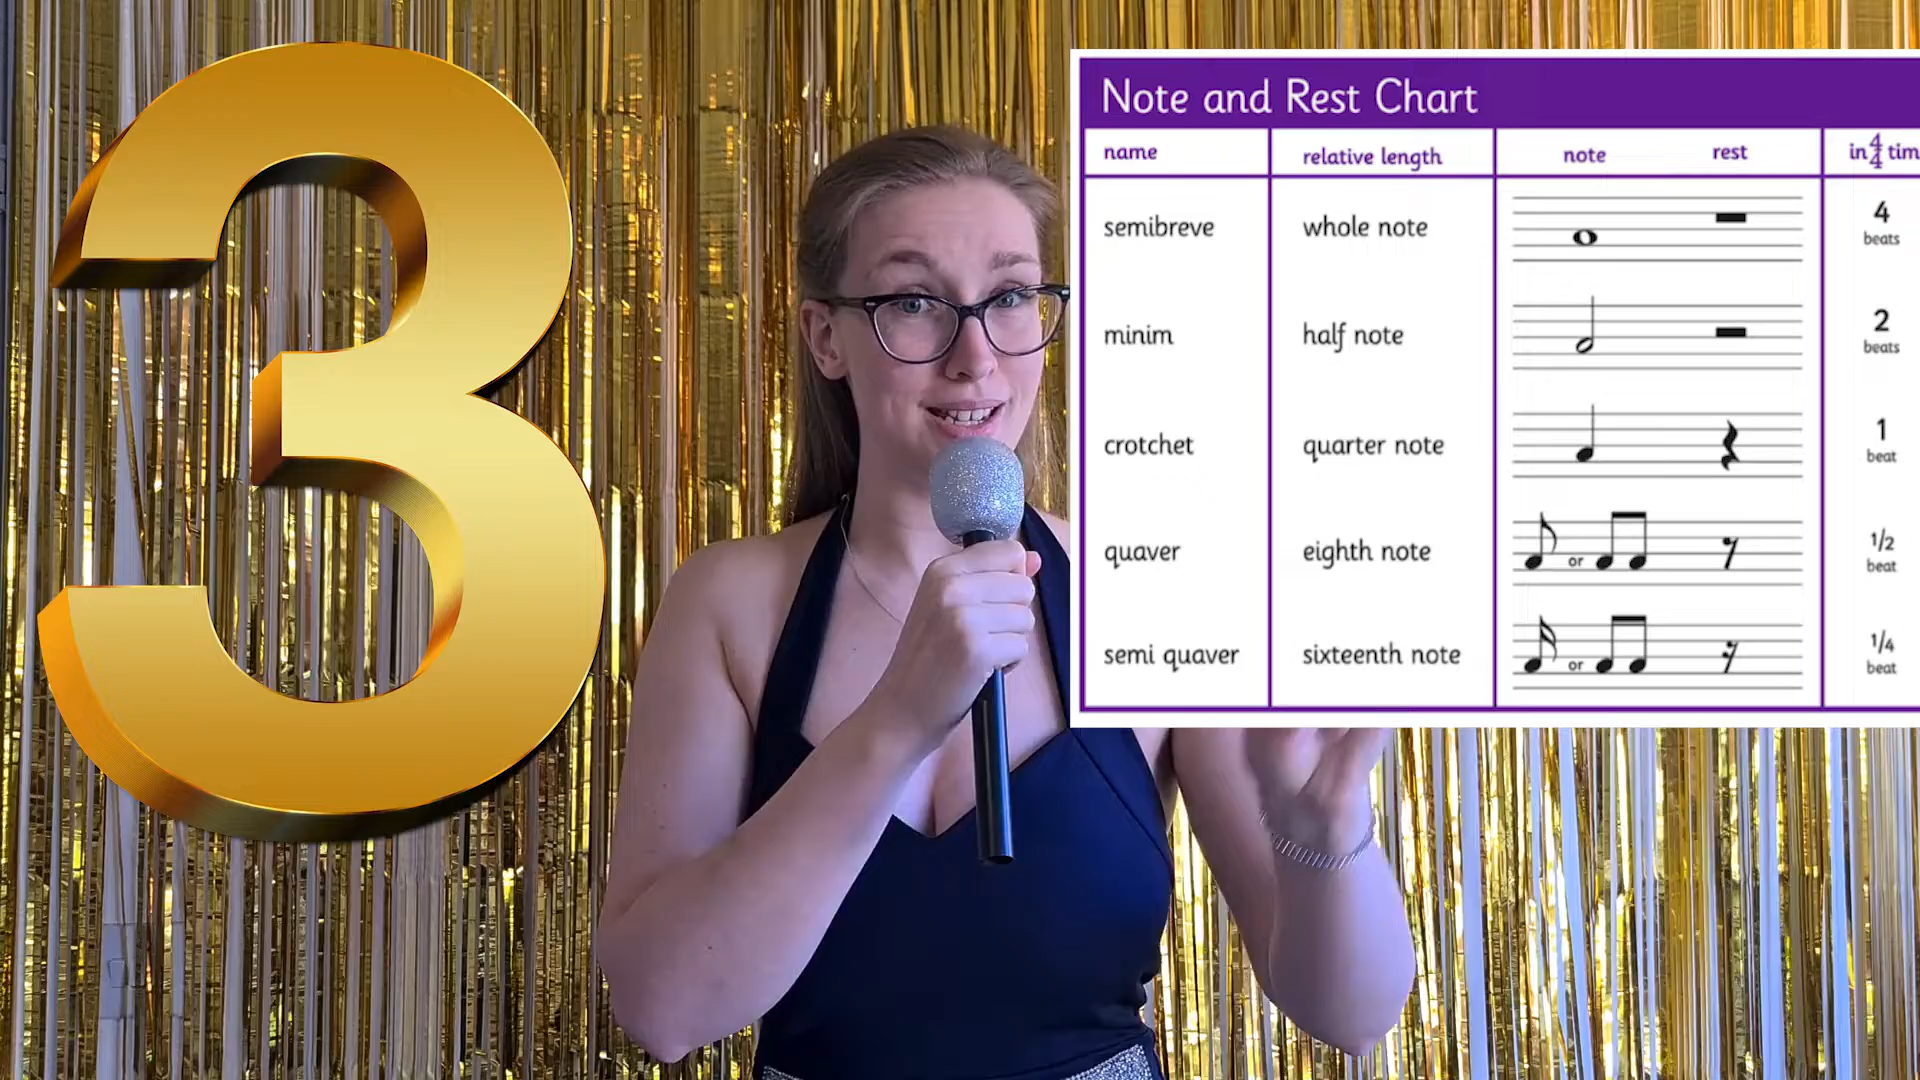 3
Note and Rest Chart
name relative length note rest in 4/4 tim
semibreve whole note 4 beats
minim half note 2 beats
crotchet quarter note 1 beat
quaver eighth note or 1/2 beat
semi quaver sixteenth note or 1/4 beat